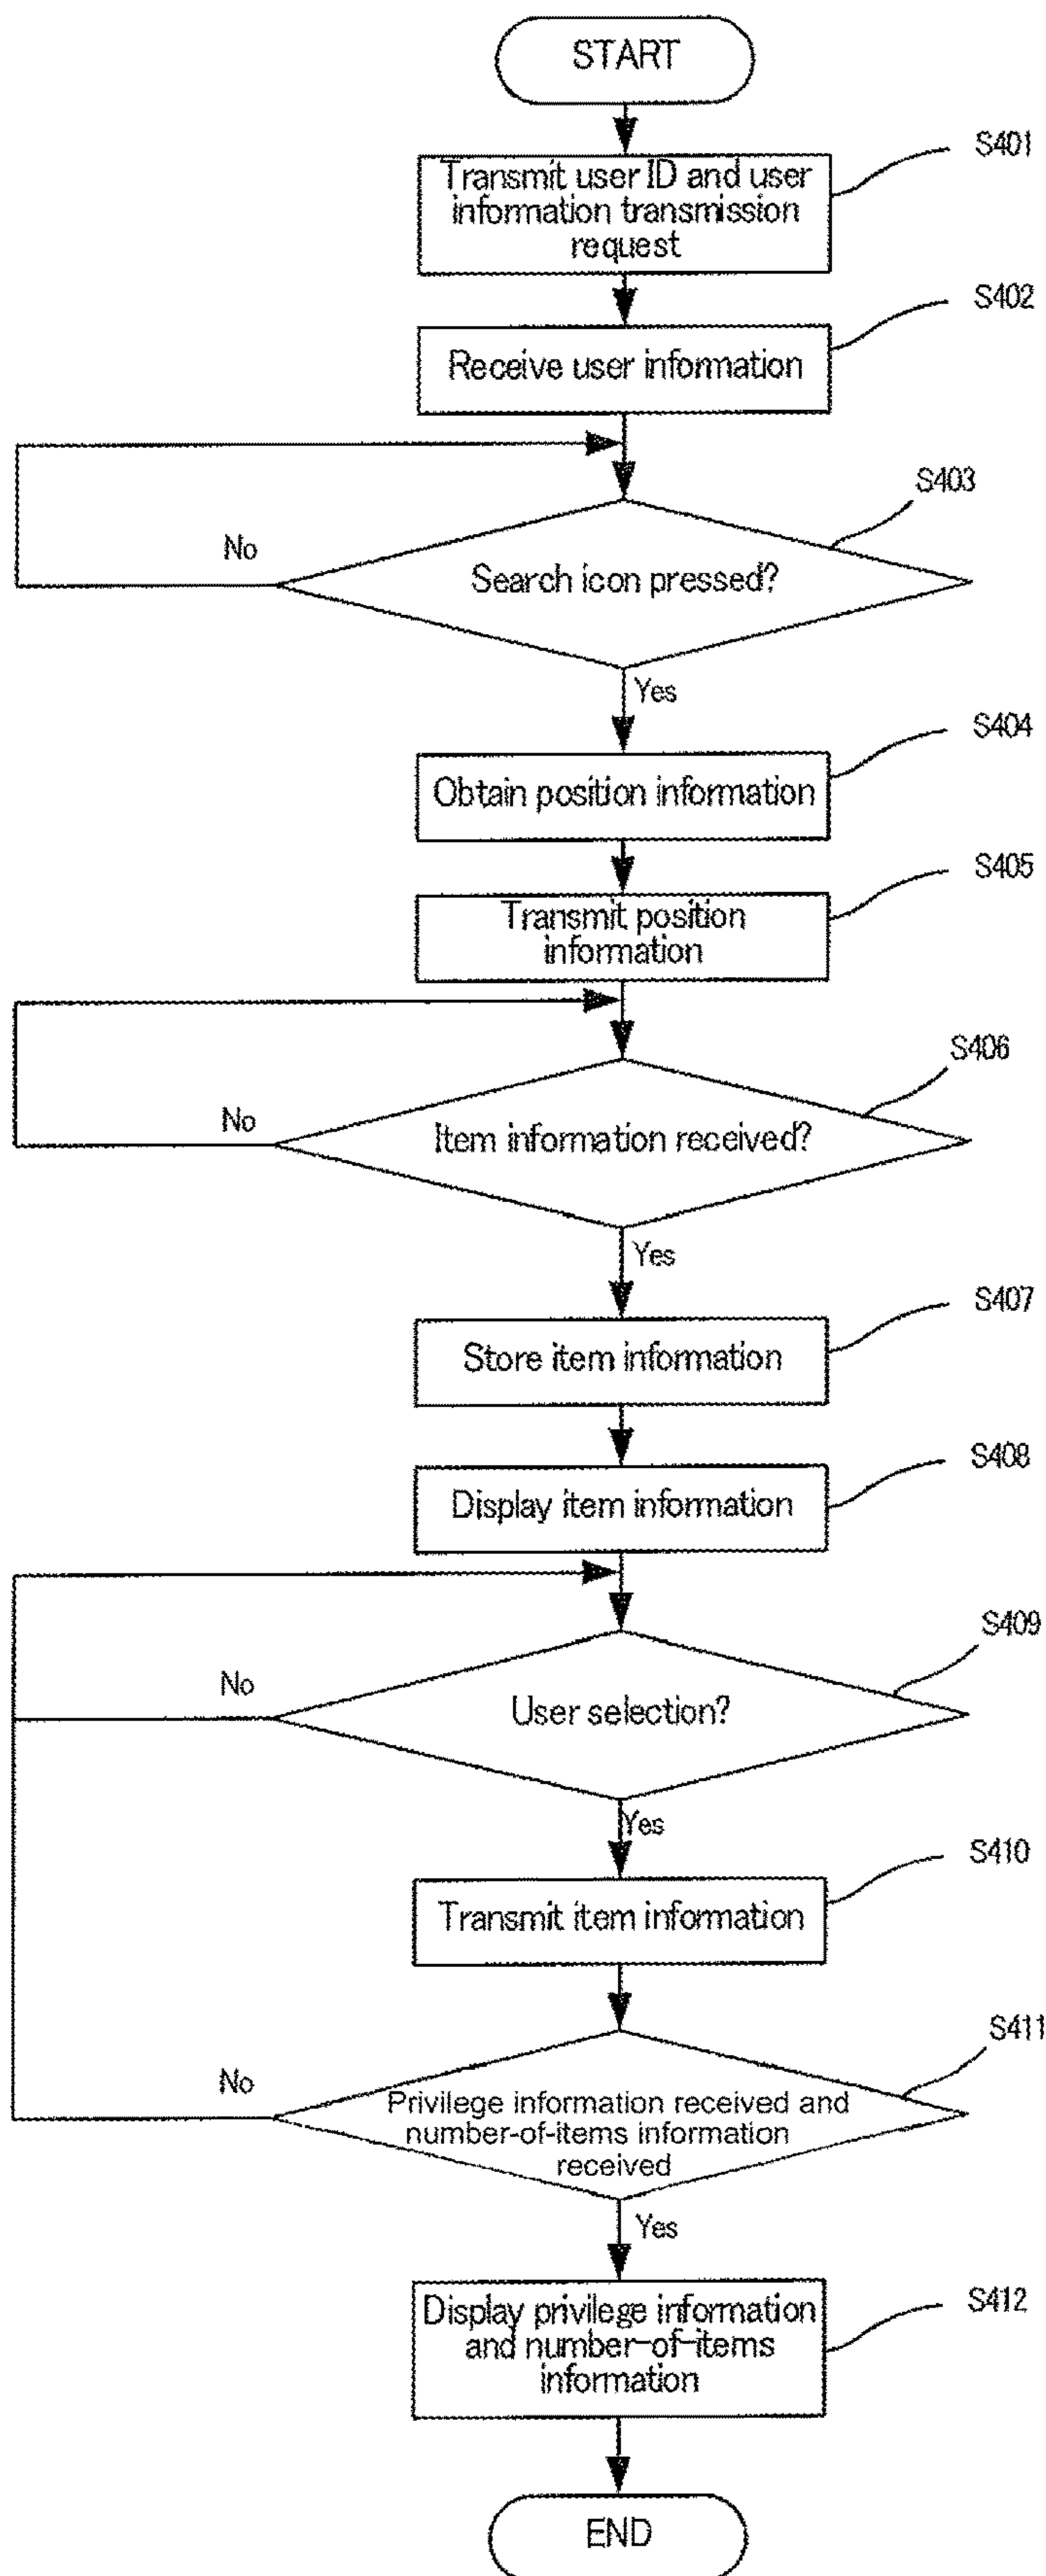 START
S401
Transmit user ID and user
information transmission
request
S402
Receive user information
S403
No
Search icon pressed?
Yes
S404
Obtain position information
S405
Transmit position
information
S406
No
Item information received?
Yes
S407
Store item information
S408
Display item information
S409
No
User selection?
Yes
S410
Transmit item information
S411
No
Privilege information received and
number-of-items information
received
Yes
S412
Display privilege information
and number-of-items
information
END